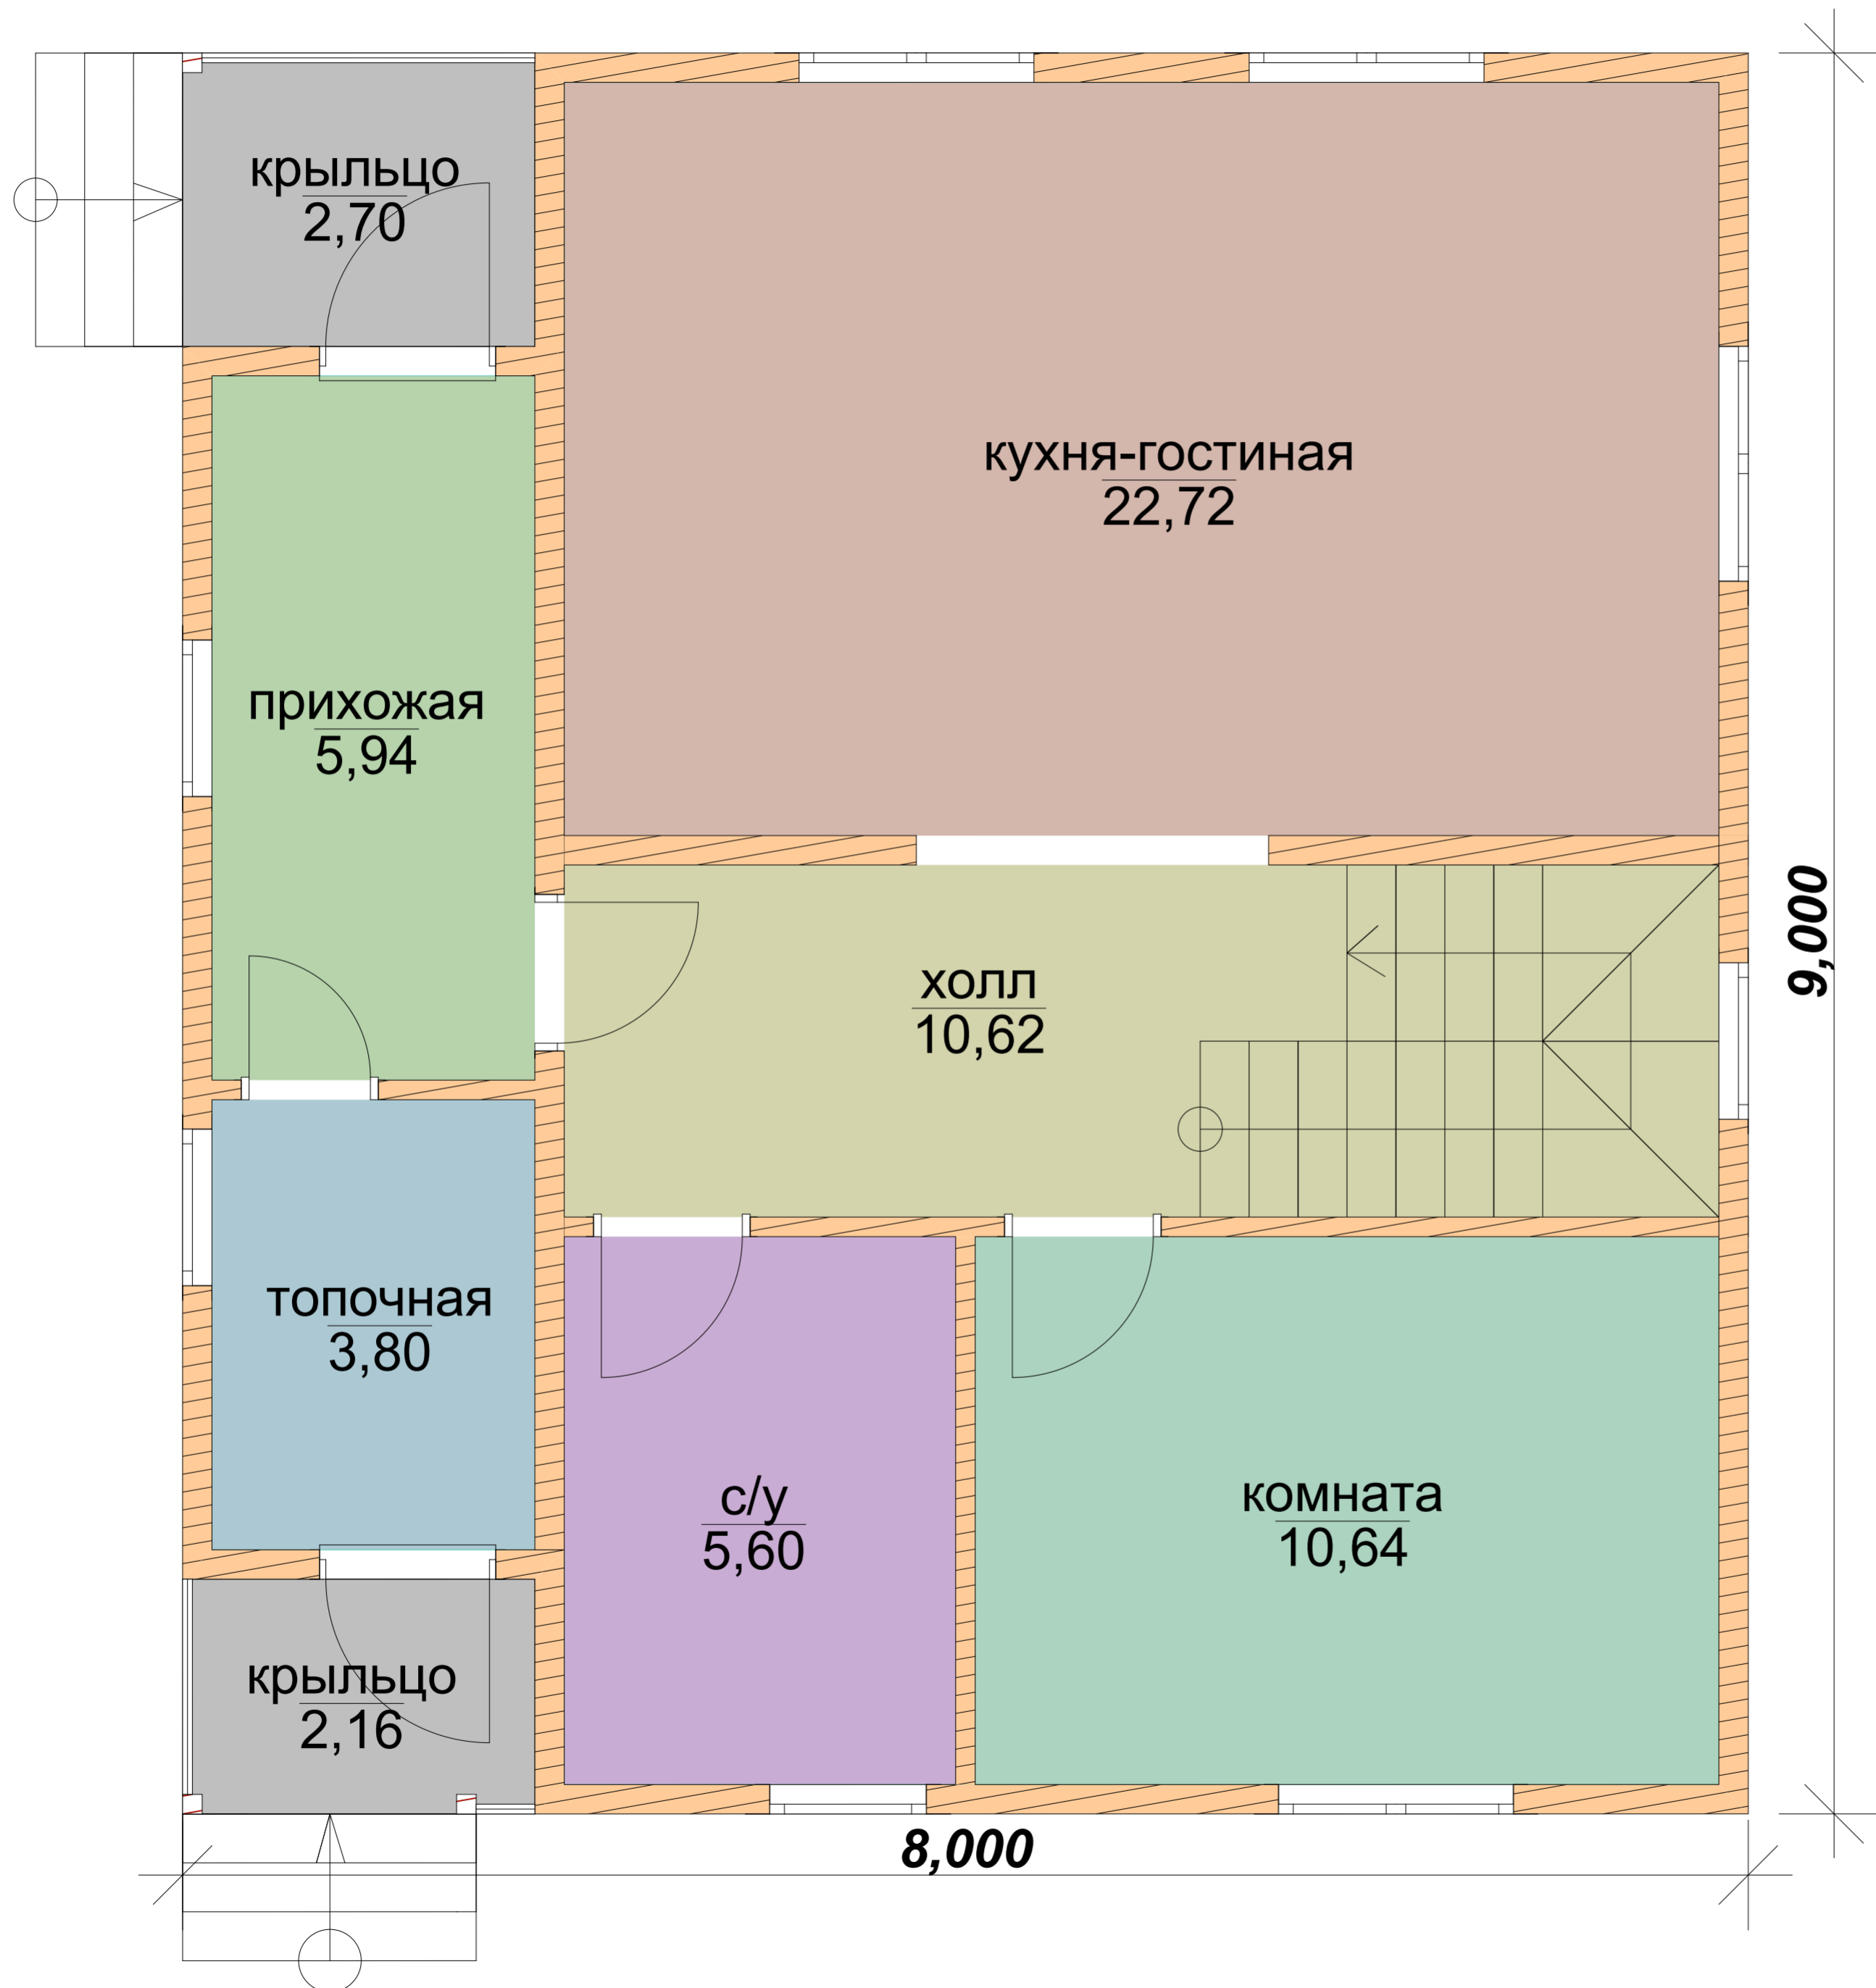 крыльцо
2,70
кухня-гостиная
22,72
прихожая
5,94
холл
10,62
9,000
топочная
3,80
с/у
5,60
комната
10,64
крыльцо
2,16
8,000